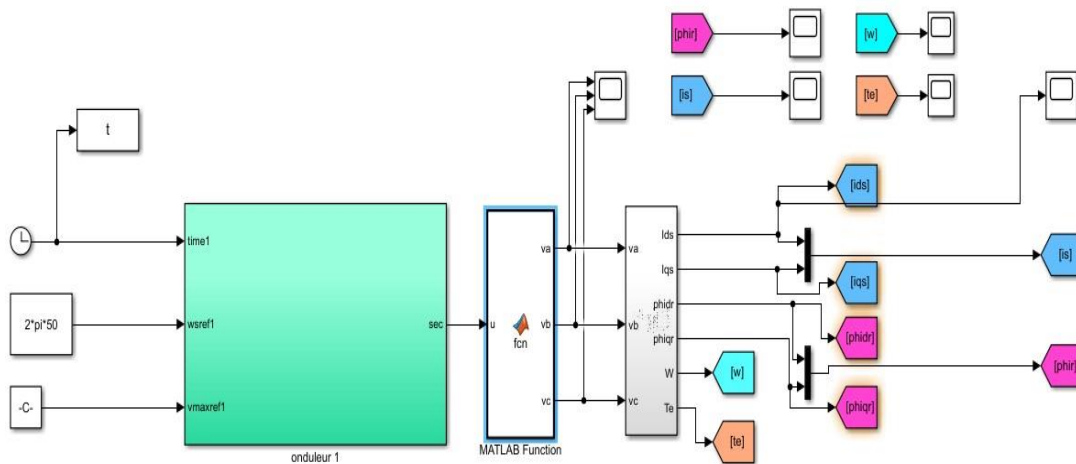 [phir]
[w]
[is]
[te]
t
time1
2*pi*50
wsref1
sec
-C-
vmaxref1
onduleur 1
u
fcn
va
vb
vc
MATLAB Function
va
vb
vc
Ids
Iqs
phidr
phiqr
W
Te
[ids]
[is]
[iqs]
[phidr]
[phir]
[w]
[phiqr]
[te]